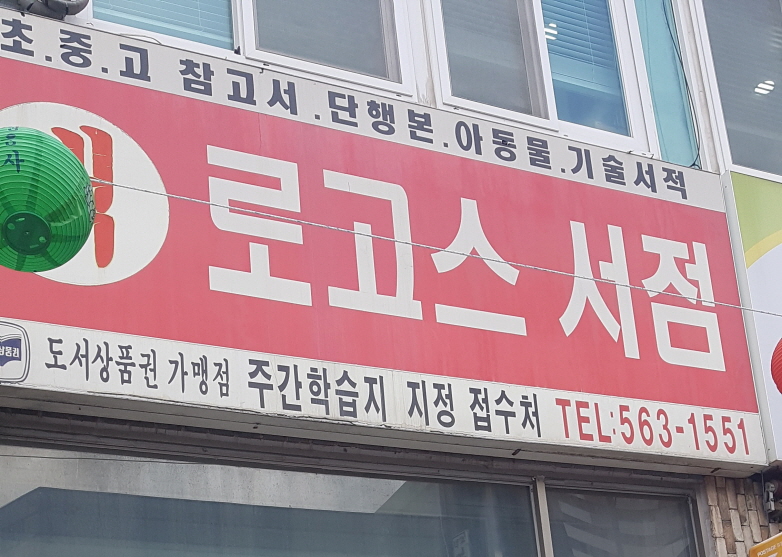 초.중.고 참고서.단행본.아동물.기술서적
로고스 서점
도서상품권 가맹점 주간학습지 지정 접수처 TEL:563-1551